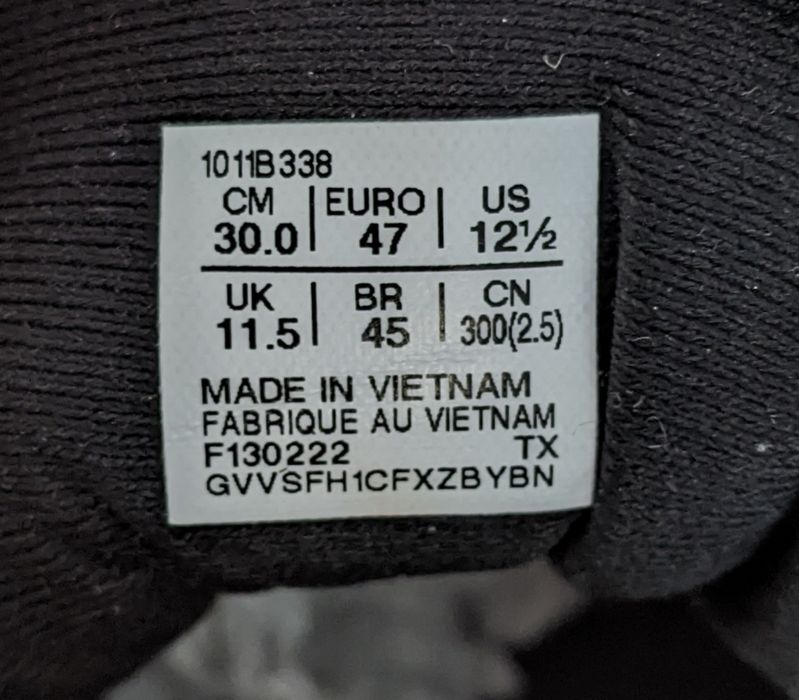 1011B338
CM | EURO | US
30.0 | 47 | 12½
UK | BR | CN
11.5 | 45 | 300(2.5)
MADE IN VIETNAM
FABRIQUE AU VIETNAM
F130222 TX
GVVSFH1CFXZBYBN